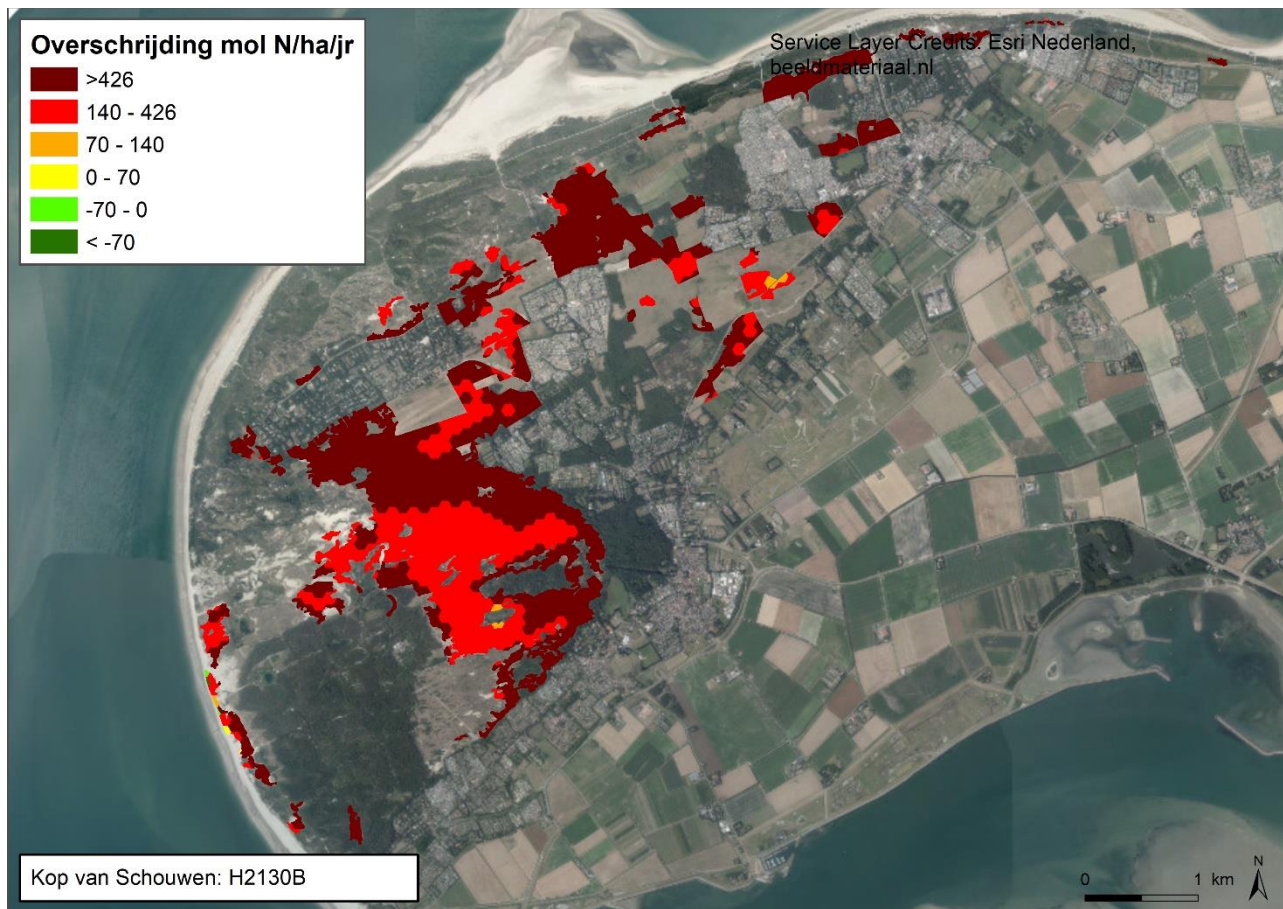 Overschrijding mol N/ha/jr
>426
140 - 426
70 - 140
0 - 70
-70 - 0
< -70
Service Layer Credits: Esri Nederland,
beeldmateriaal.nl
Kop van Schouwen: H2130B
0 1 km
N